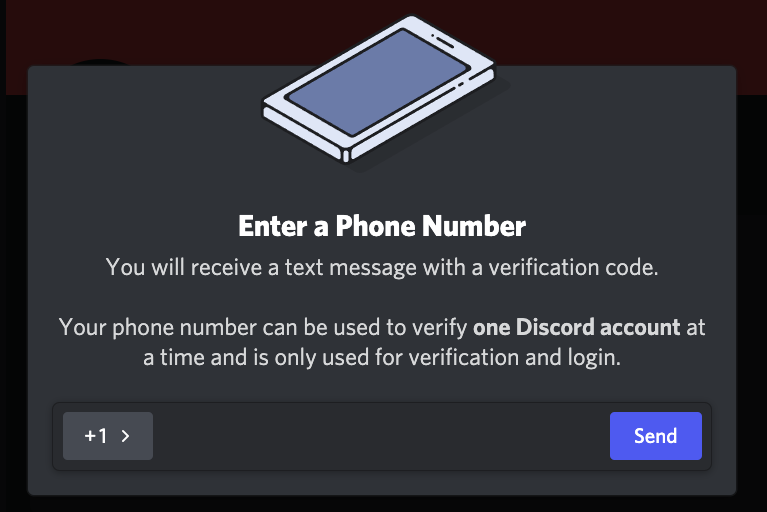 Enter a Phone Number
You will receive a text message with a verification code.
Your phone number can be used to verify one Discord account at
a time and is only used for verification and login.
+1 >
Send